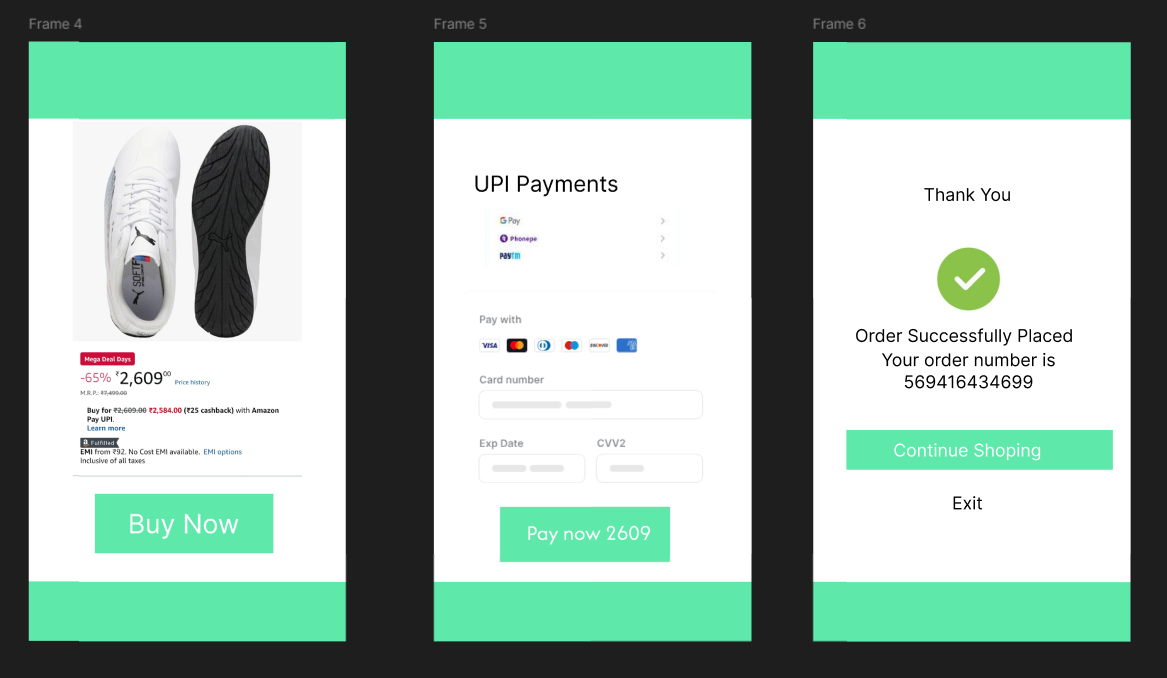 Frame 4
SOFTF
Mega Deal Days
-65% ₹2,60900 Price history
M.R.P.: ₹7,499.00
Buy for ₹2,609.00 ₹2,584.00 (₹25 cashback) with Amazon
Pay UPI.
Learn more
a Fulfilled
EMI from ₹92. No Cost EMI available. EMI options
Inclusive of all taxes
Buy Now
Frame 5
UPI Payments
G Pay
Phonepe
PAYTM
Pay with
VISA
DISCOVER
Card number
Exp Date CVV2
Pay now 2609
Frame 6
Thank You
Order Successfully Placed
Your order number is
569416434699
Continue Shoping
Exit